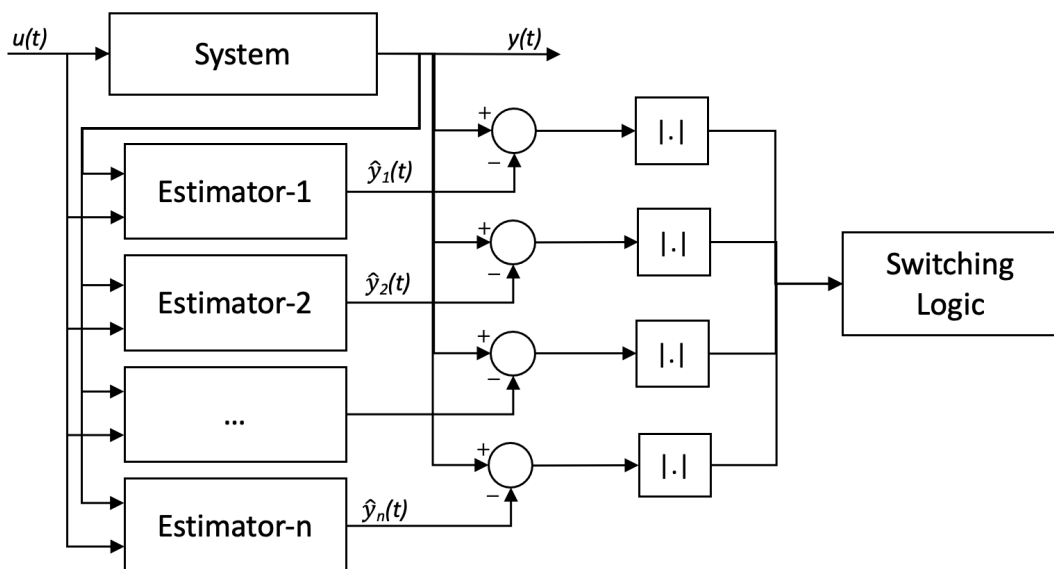 u(t)
System
y(t)
+
−
|.|
Estimator-1
ŷ1(t)
+
−
|.|
Estimator-2
ŷ2(t)
Switching
Logic
+
−
|.|
...
+
−
|.|
Estimator-n
ŷn(t)